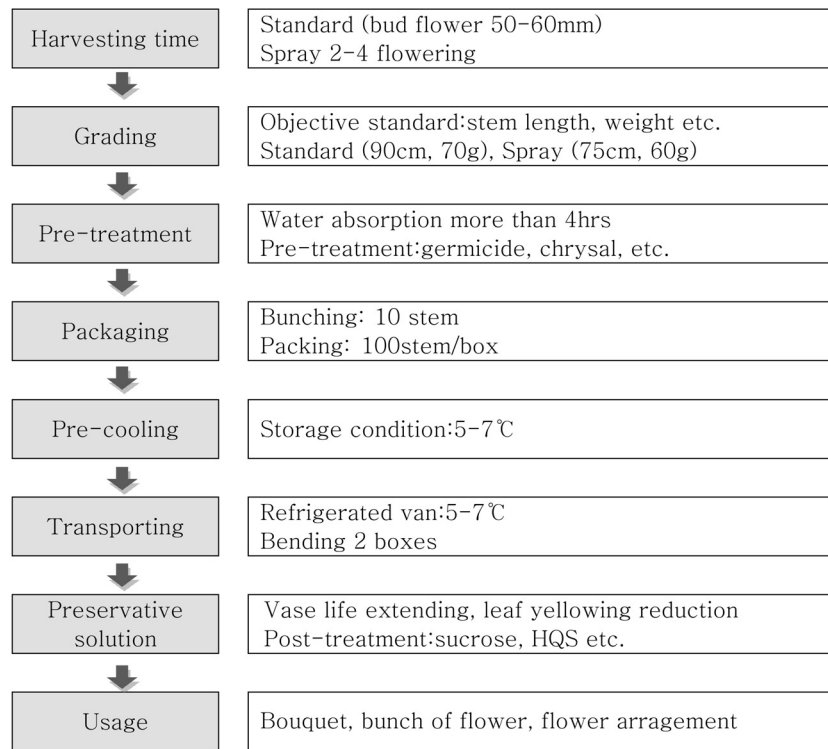 Harvesting time
Standard (bud flower 50-60mm)
Spray 2-4 flowering
Grading
Objective standard:stem length, weight etc.
Standard (90cm, 70g), Spray (75cm, 60g)
Pre-treatment
Water absorption more than 4hrs
Pre-treatment:germicide, chrysal, etc.
Packaging
Bunching: 10 stem
Packing: 100stem/box
Pre-cooling
Storage condition:5-7℃
Transporting
Refrigerated van:5-7℃
Bending 2 boxes
Preservative
solution
Vase life extending, leaf yellowing reduction
Post-treatment:sucrose, HQS etc.
Usage
Bouquet, bunch of flower, flower arragement